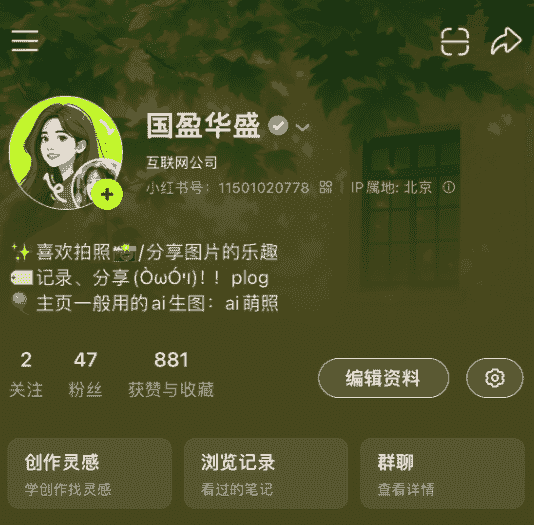 国盈华盛
互联网公司
小红书号：11501020778 IP属地：北京
✨喜欢拍照📸/分享图片的乐趣
🏷️记录、分享(ÒωÓױ)！！plog
🎈主页一般用的ai生图：ai萌照
2 47 881
关注 粉丝 获赞与收藏
编辑资料
创作灵感 浏览记录 群聊
学创作找灵感 看过的笔记 查看详情